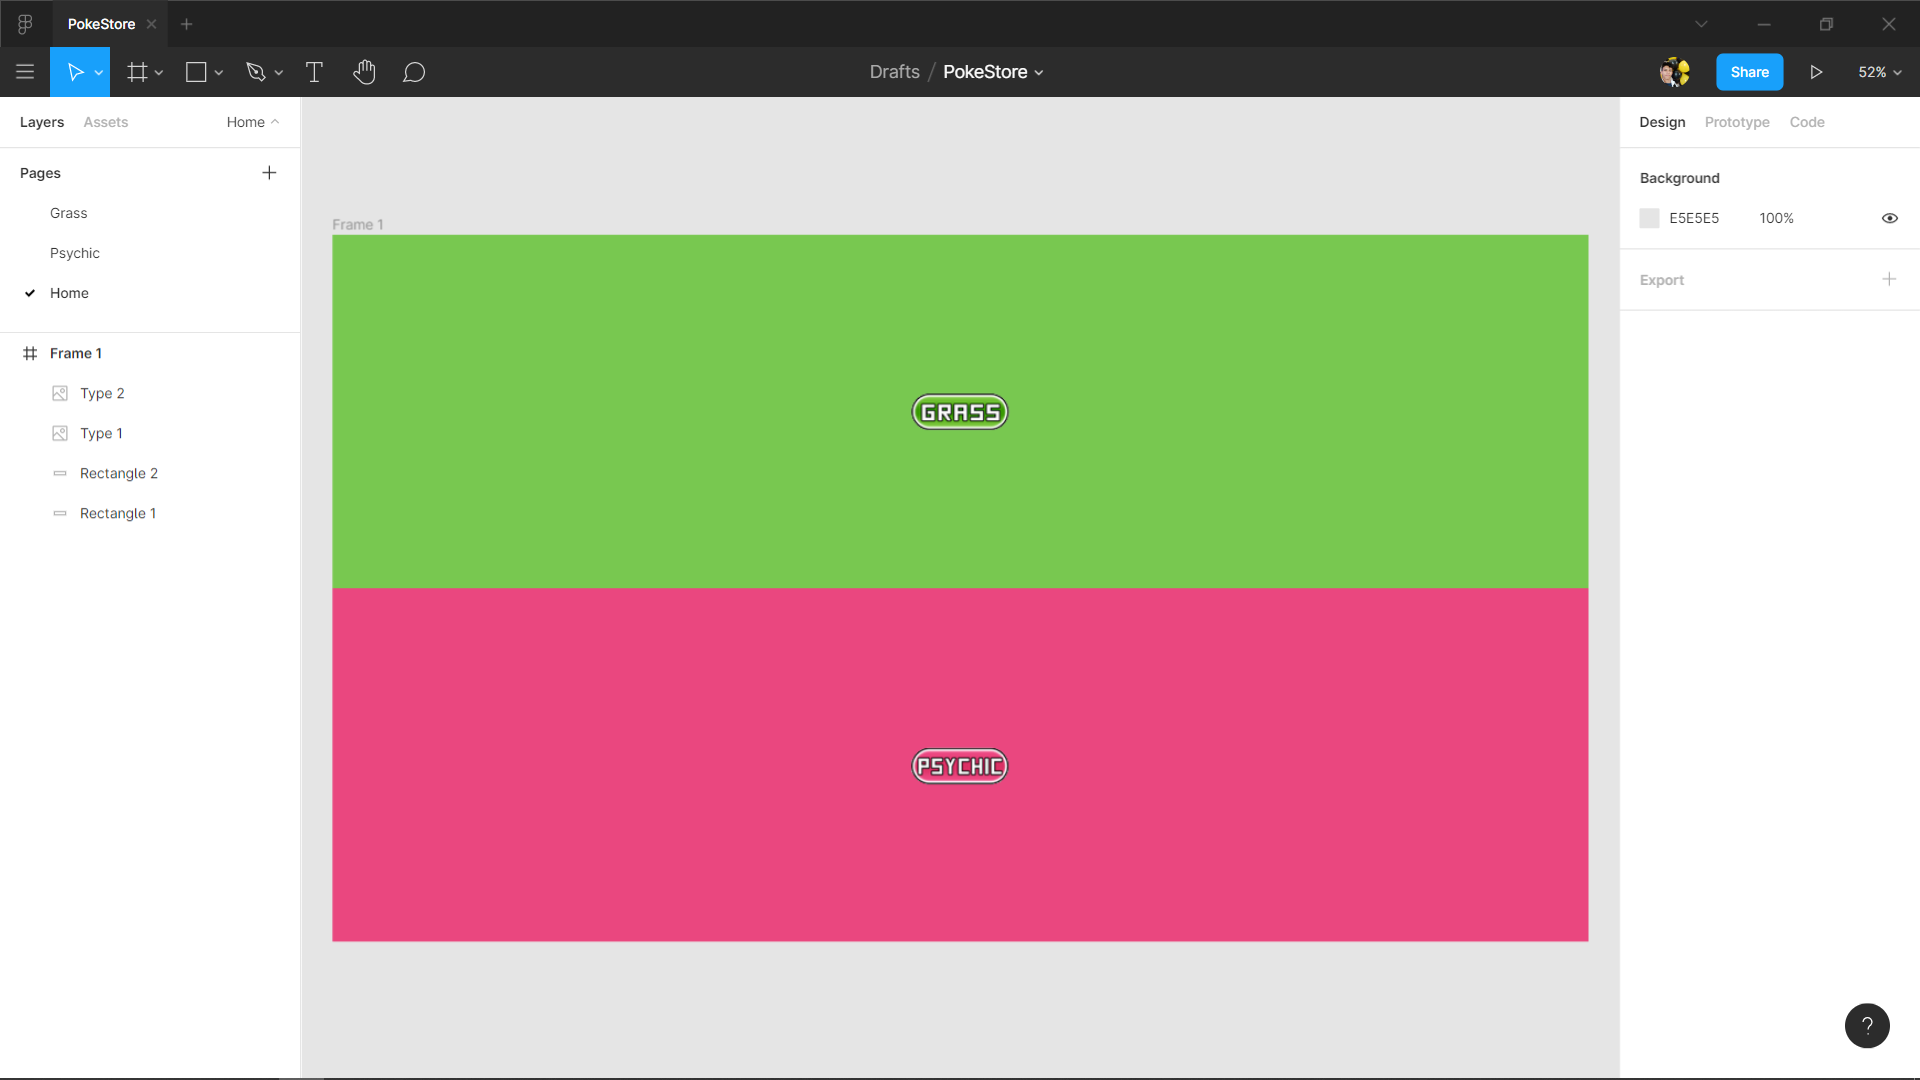 PokeStore
Drafts / PokeStore
Share
52%
Layers
Assets
Home
Pages
Grass
Psychic
Home
Frame 1
Type 2
Type 1
Rectangle 2
Rectangle 1
Frame 1
GRASS
PSYCHIC
Design
Prototype
Code
Background
E5E5E5
100%
Export
?